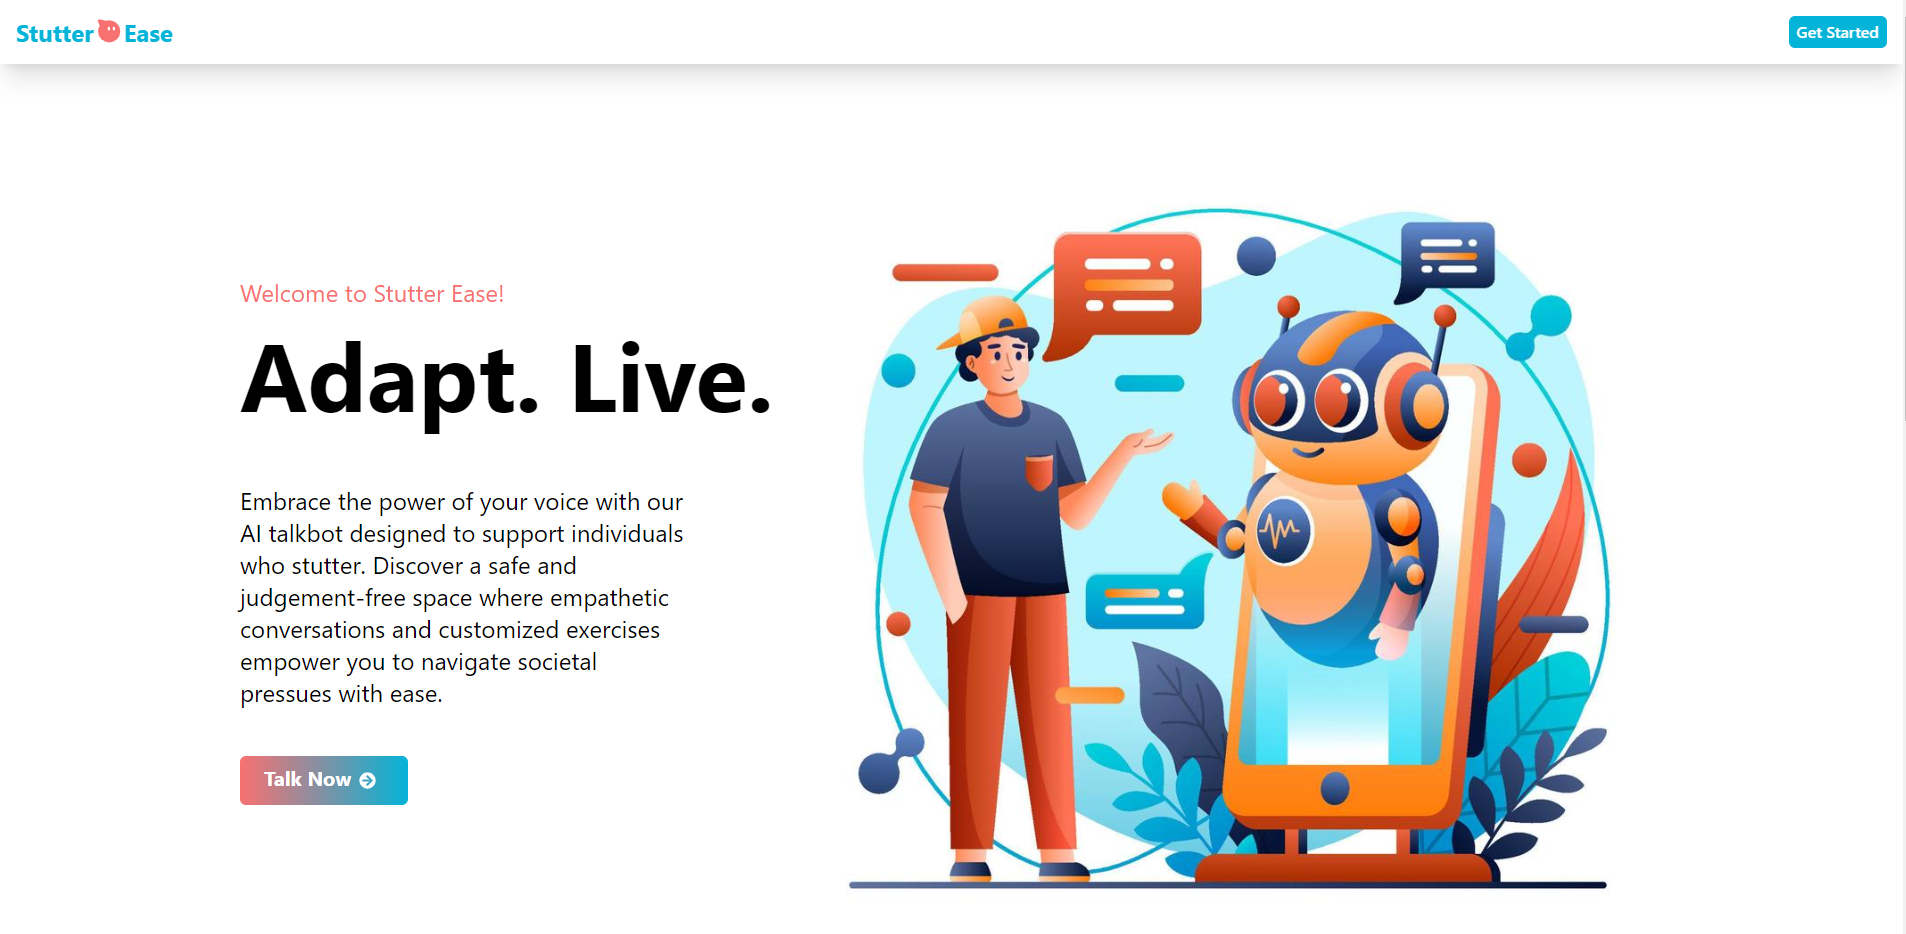 Stutter Ease
Get Started
Welcome to Stutter Ease!
Adapt. Live.
Embrace the power of your voice with our
AI talkbot designed to support individuals
who stutter. Discover a safe and
judgement-free space where empathetic
conversations and customized exercises
empower you to navigate societal
pressues with ease.
Talk Now